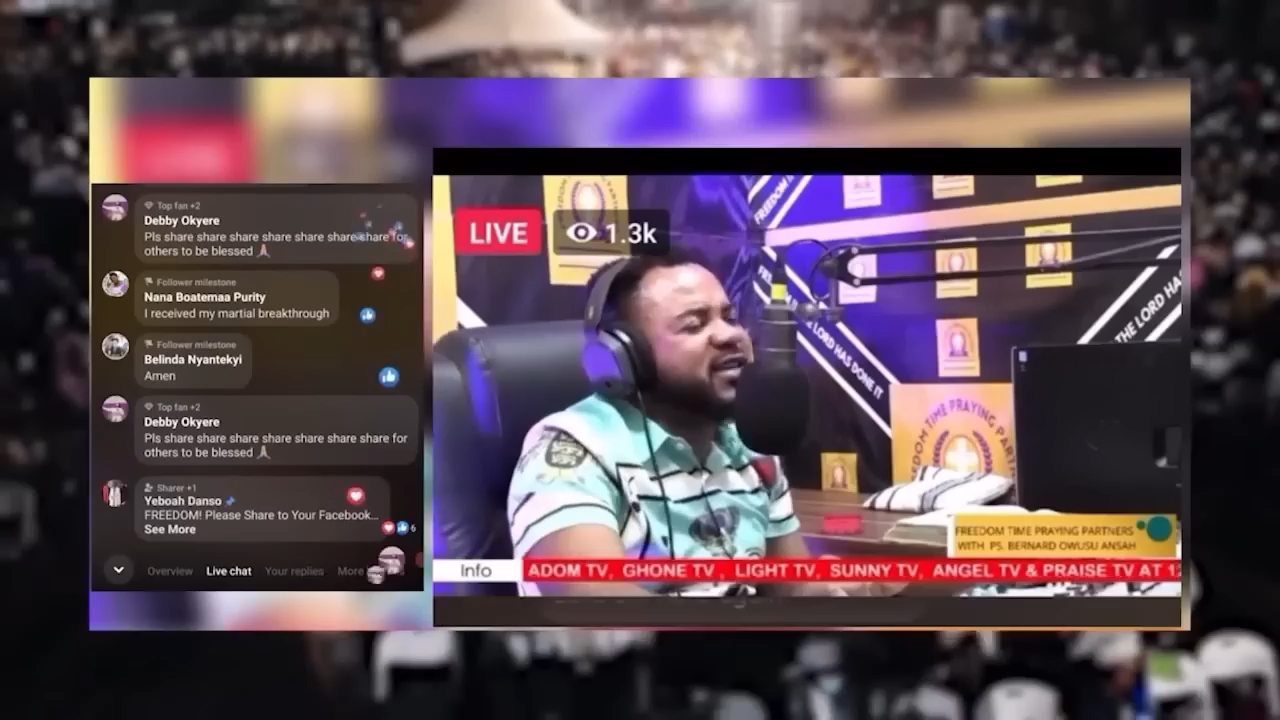 Top fan +2
Debby Okyere
Pls share share share share share share share for
others to be blessed
Follower milestone
Nana Boatemaa Purity
I received my martial breakthrough
Follower milestone
Belinda Nyantekyi
Amen
Top fan +2
Debby Okyere
Pls share share share share share share share for
others to be blessed
Sharer +1
Yeboah Danso
FREEDOM! Please Share to Your Facebook...
See More
6
Overview Live chat Your replies More
LIVE 1.3k
FREEDOM
THE LORD HAS DONE IT
THE LORD HA
FREEDOM TIME PRAYING PARTN
FREEDOM TIME PRAYING PARTNERS
WITH PS. BERNARD OWUSU ANSAH
Info ADOM TV, GHONE TV , LIGHT TV, SUNNY TV, ANGEL TV & PRAISE TV AT 1